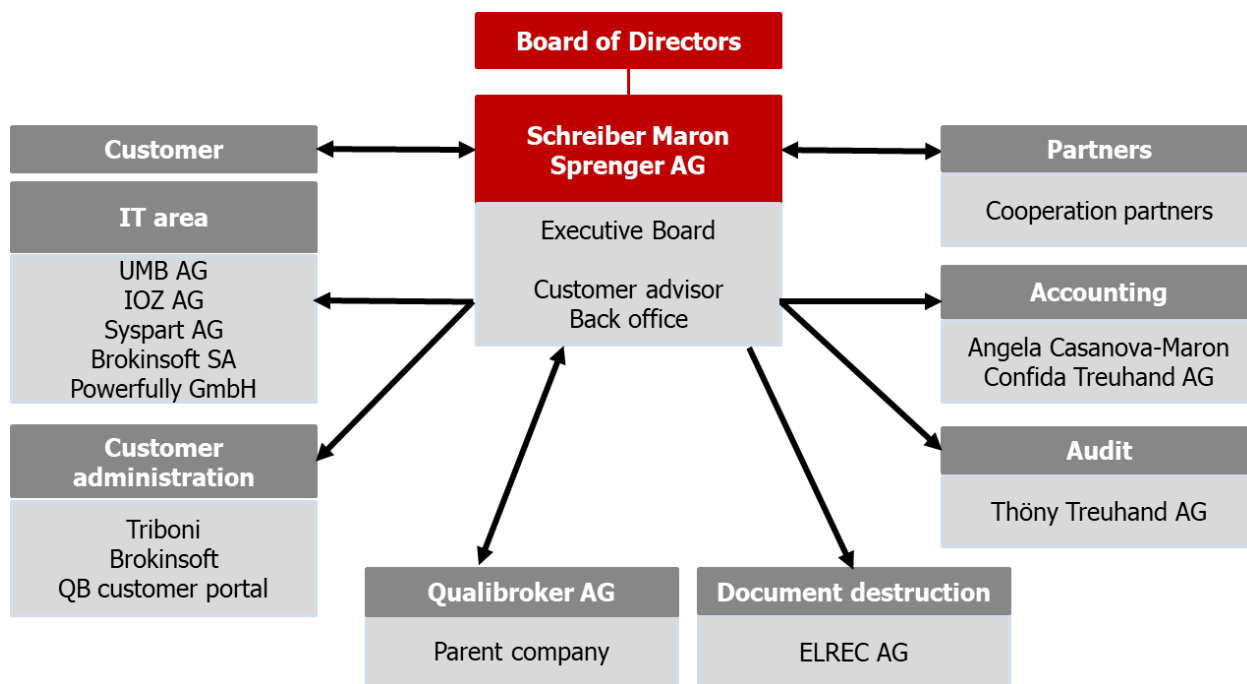 Board of Directors
Schreiber Maron
Sprenger AG
Executive Board
Customer advisor
Back office
Customer
IT area
UMB AG
IOZ AG
Syspart AG
Brokinsoft SA
Powerfully GmbH
Customer
administration
Triboni
Brokinsoft
QB customer portal
Qualibroker AG
Parent company
Document destruction
ELREC AG
Partners
Cooperation partners
Accounting
Angela Casanova-Maron
Confida Treuhand AG
Audit
Thöny Treuhand AG